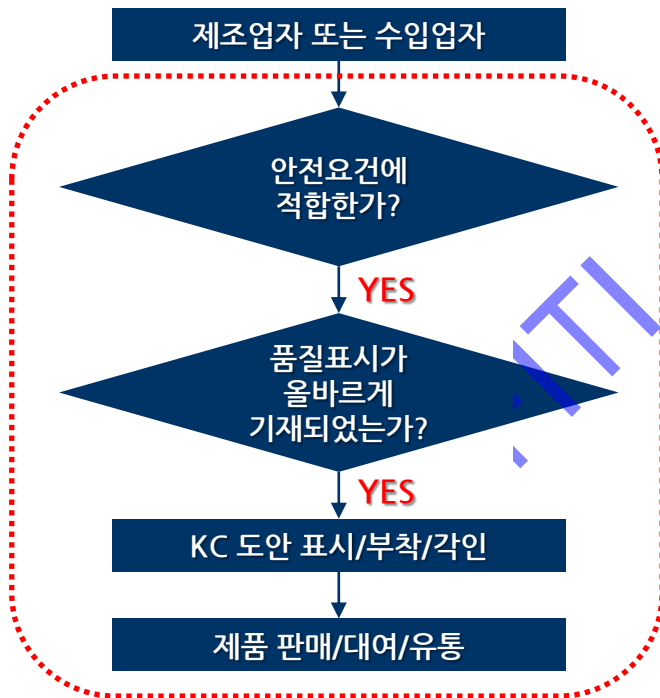 제조업자 또는 수입업자
안전요건에
적합한가?
YES
품질표시가
올바르게
기재되었는가?
YES
KC 도안 표시/부착/각인
제품 판매/대여/유통